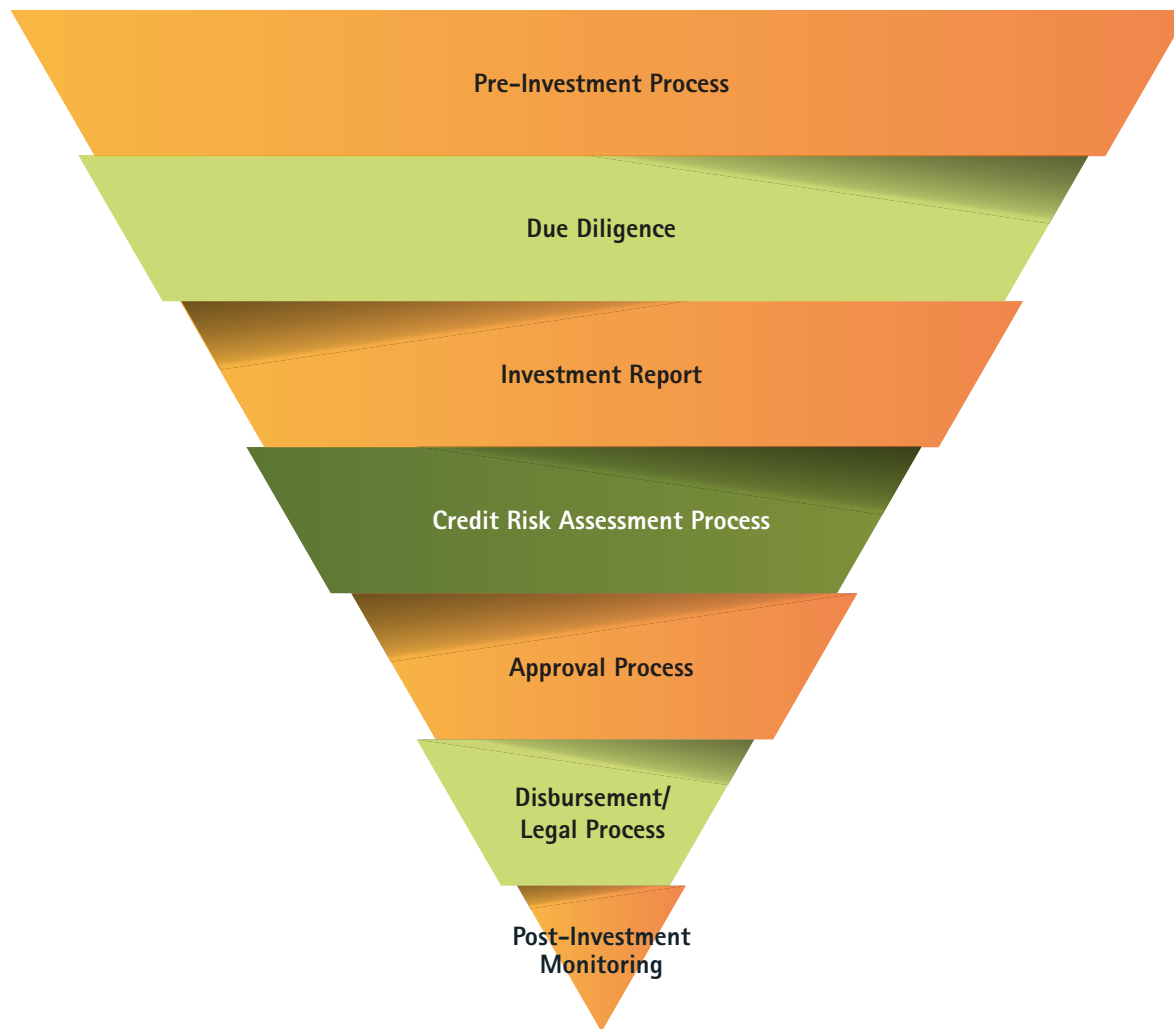 Pre-Investment Process
Due Diligence
Investment Report
Credit Risk Assessment Process
Approval Process
Disbursement/
Legal Process
Post-Investment
Monitoring